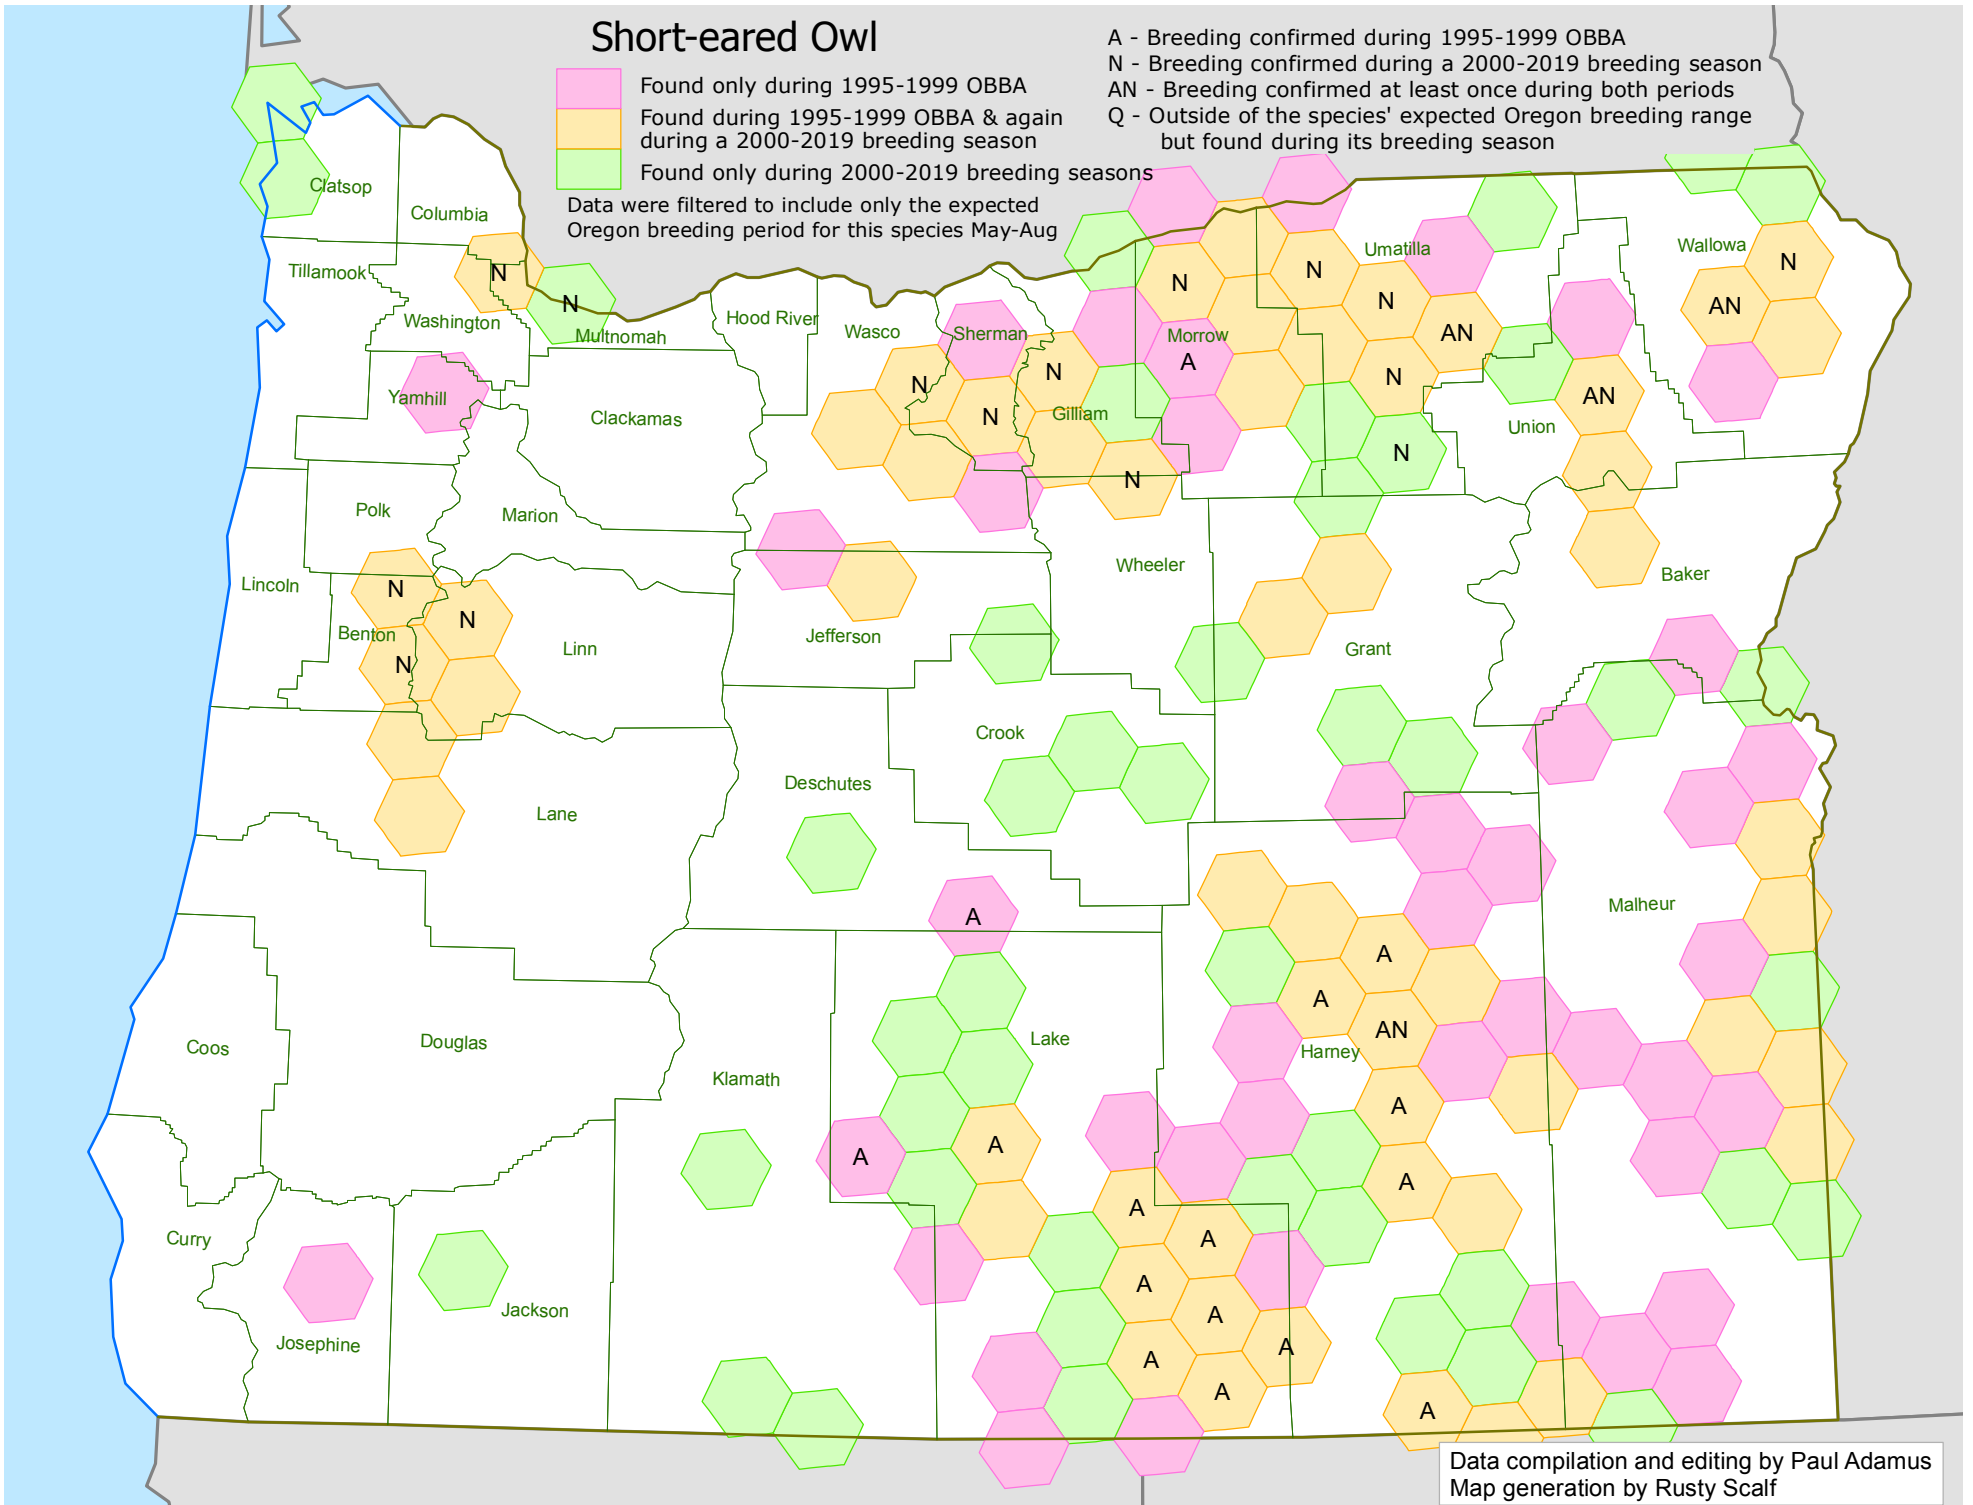 Short-eared Owl
Found only during 1995-1999 OBBA
Found during 1995-1999 OBBA & again
during a 2000-2019 breeding season
Found only during 2000-2019 breeding seasons
Data were filtered to include only the expected
Oregon breeding period for this species May-Aug
A - Breeding confirmed during 1995-1999 OBBA
N - Breeding confirmed during a 2000-2019 breeding season
AN - Breeding confirmed at least once during both periods
Q - Outside of the species' expected Oregon breeding range
but found during its breeding season
Clatsop
Columbia
Tillamook
N
N
Washington
Multnomah
Hood River
Wasco
Sherman
Morrow
Umatilla
Wallowa
N
N
N
N
AN
AN
A
N
N
N
N
AN
Yamhill
Clackamas
Gilliam
Union
N
N
Polk
Marion
Wheeler
Baker
Lincoln
N
N
Benton
N
Linn
Jefferson
Grant
Crook
Deschutes
Lane
Malheur
A
A
A
AN
Coos
Douglas
Klamath
Lake
Harney
A
A
A
A
A
A
A
A
A
A
A
A
A
Curry
Josephine
Jackson
Data compilation and editing by Paul Adamus
Map generation by Rusty Scalf